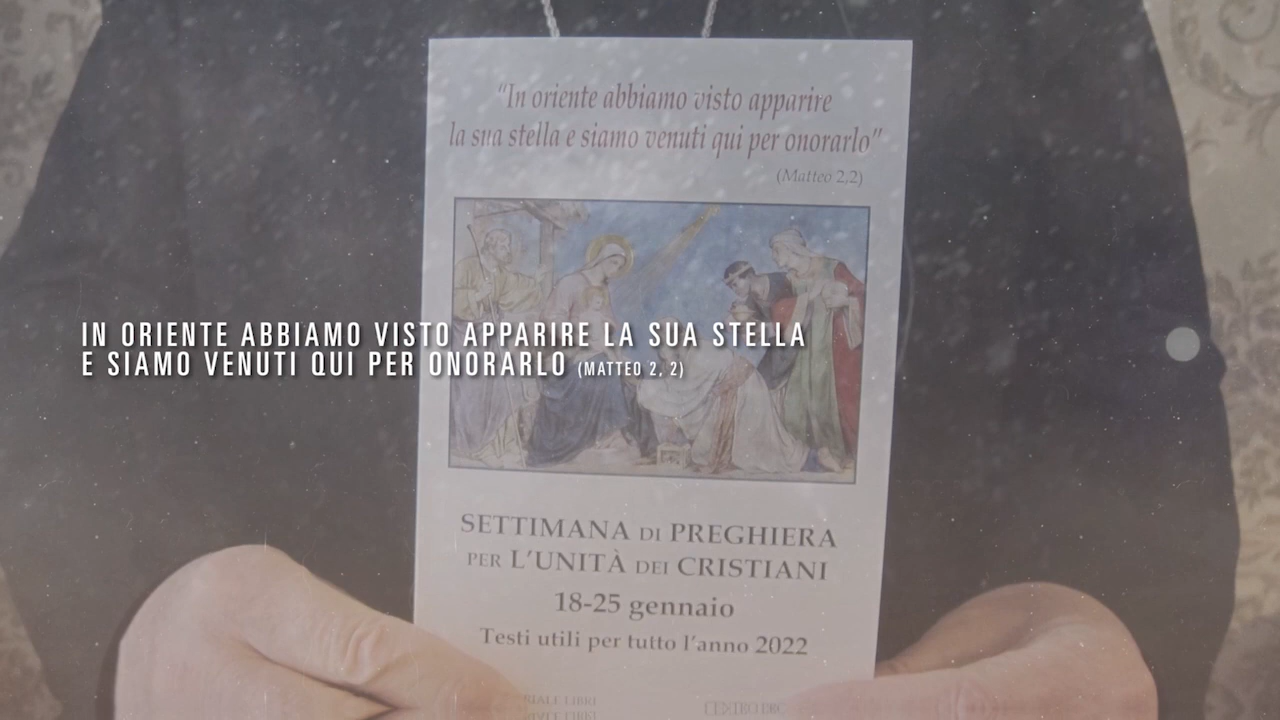 “In oriente abbiamo visto apparire
la sua stella e siamo venuti qui per onorarlo”
(Matteo 2,2)
IN ORIENTE ABBIAMO VISTO APPARIRE LA SUA STELLA
E SIAMO VENUTI QUI PER ONORARLO (MATTEO 2, 2)
SETTIMANA DI PREGHIERA
PER L’UNITÀ DEI CRISTIANI
18-25 gennaio
Testi utili per tutto l’anno 2022
LIBRI